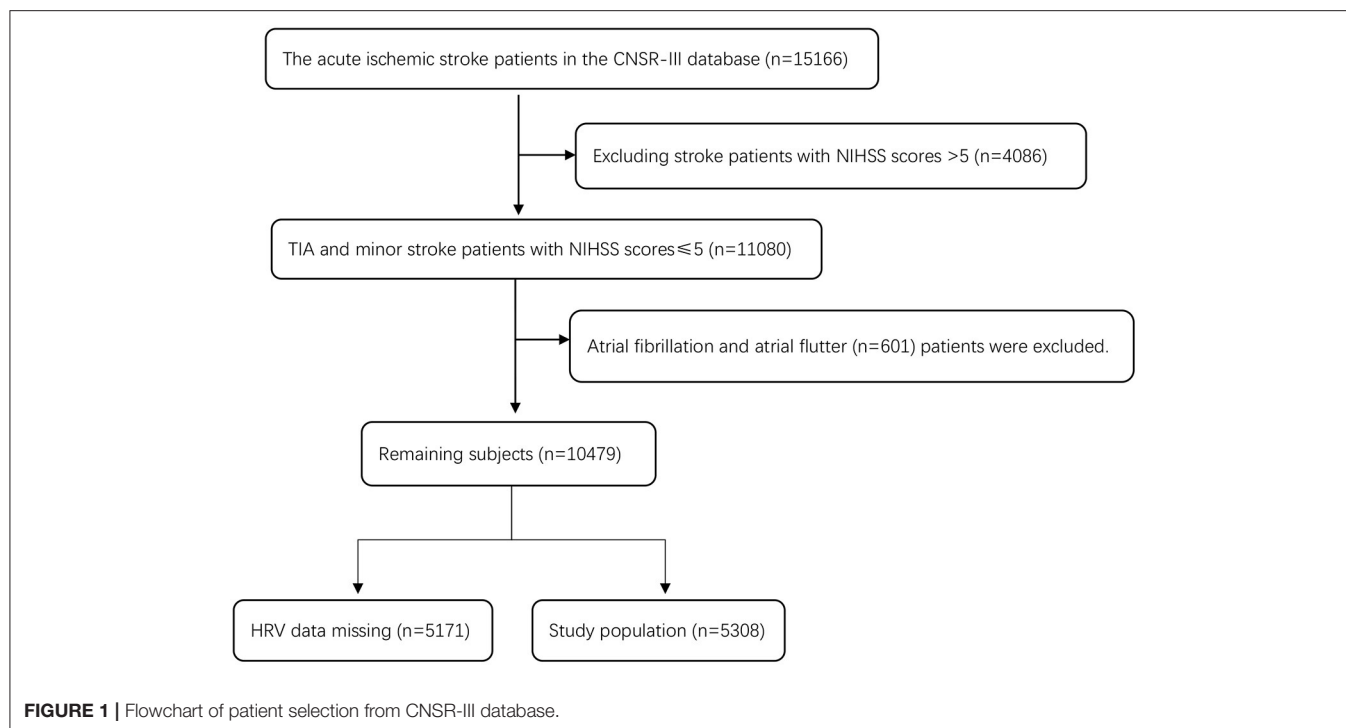 The acute ischemic stroke patients in the CNSR-III database (n=15166)
Excluding stroke patients with NIHSS scores >5 (n=4086)
TIA and minor stroke patients with NIHSS scores≤5 (n=11080)
Atrial fibrillation and atrial flutter (n=601) patients were excluded.
Remaining subjects (n=10479)
HRV data missing (n=5171)
Study population (n=5308)
FIGURE 1 | Flowchart of patient selection from CNSR-III database.